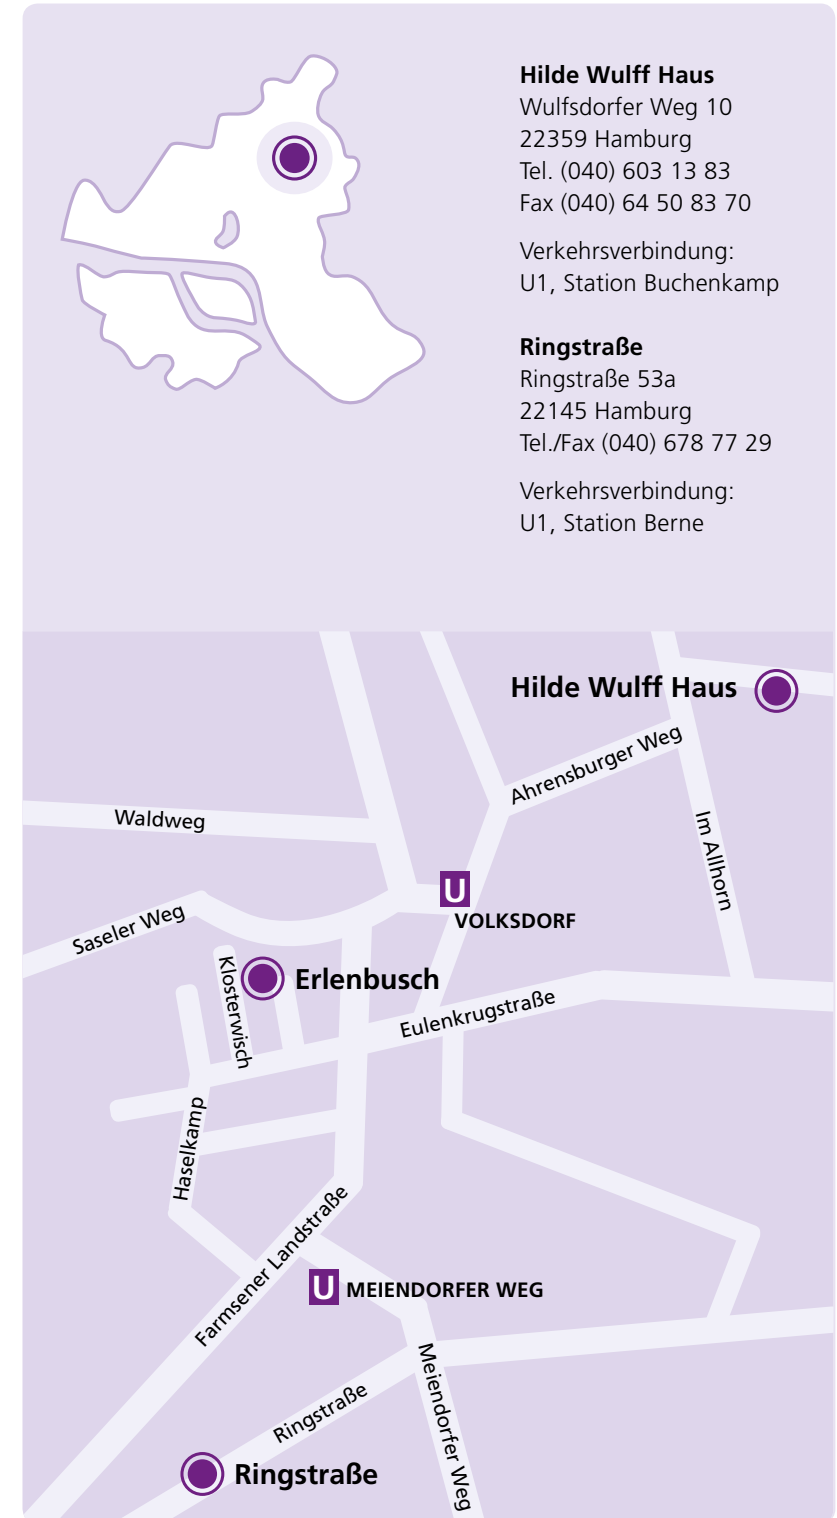 Hilde Wulff Haus
Wulfsdorfer Weg 10
22359 Hamburg
Tel. (040) 603 13 83
Fax (040) 64 50 83 70
Verkehrsverbindung:
U1, Station Buchenkamp
Ringstraße
Ringstraße 53a
22145 Hamburg
Tel./Fax (040) 678 77 29
Verkehrsverbindung:
U1, Station Berne
Hilde Wulff Haus
Ahrensburger Weg
Waldweg
Im Allhorn
U
VOLKSDORF
Saseler Weg
Klosterwisch
Erlenbusch
Eulenkrugstraße
Haselkamp
Farmsener Landstraße
U MEIENDORFER WEG
Meiendorfer Weg
Ringstraße
Ringstraße